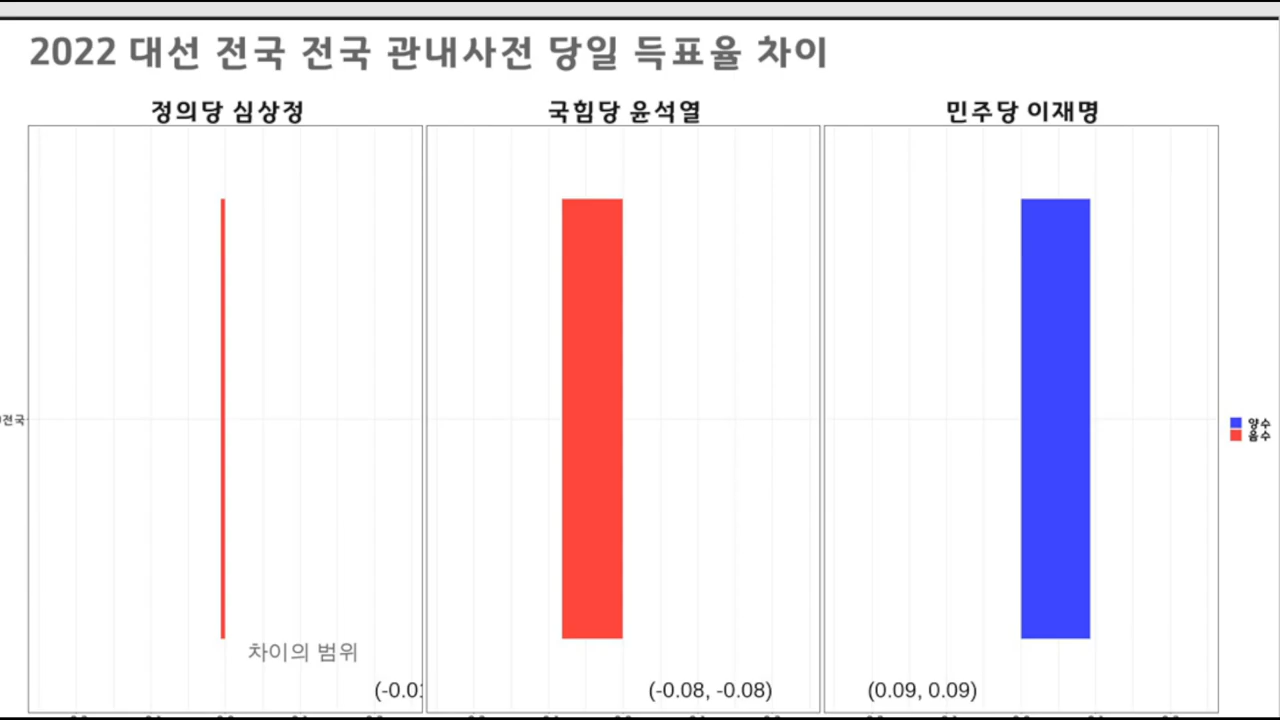 2022 대선 전국 전국 관내사전 당일 득표율 차이
정의당 심상정
국힘당 윤석열
민주당 이재명
전국
양수
음수
차이의 범위
(-0.0
(-0.08, -0.08)
(0.09, 0.09)